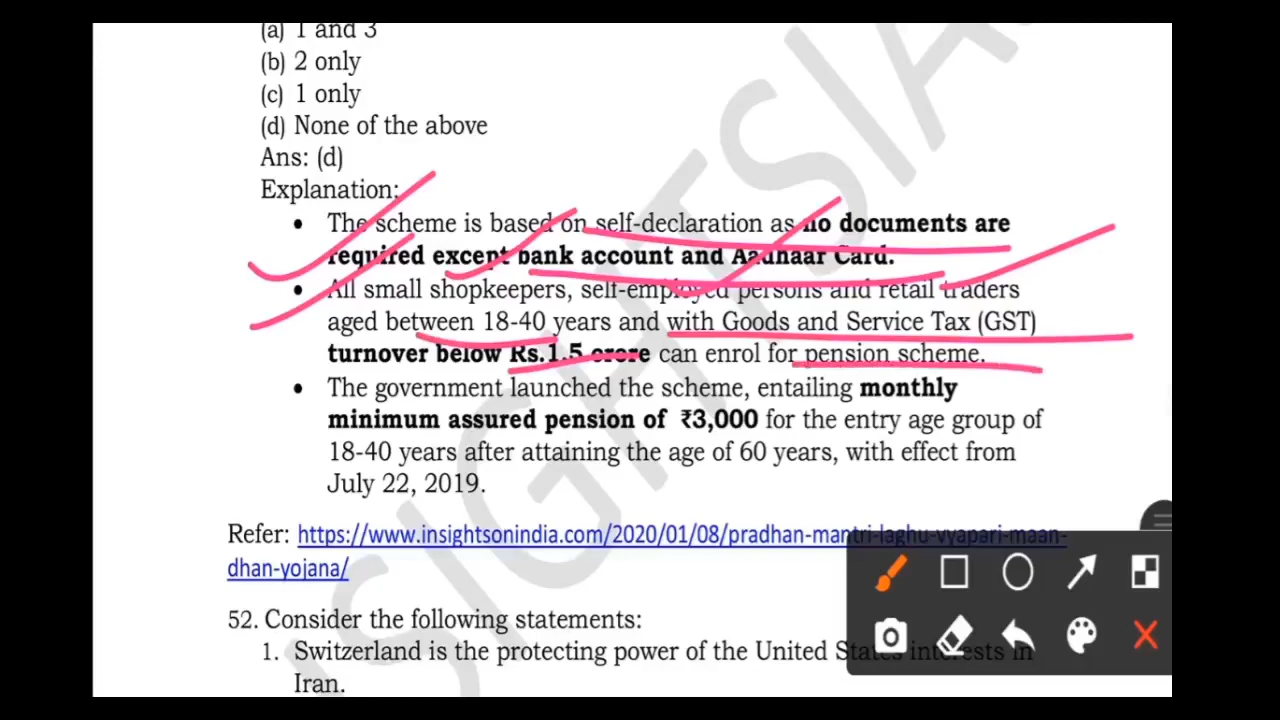 (a) 1 and 3
(b) 2 only
(c) 1 only
(d) None of the above
Ans: (d)
Explanation:
• The scheme is based on self-declaration as no documents are
required except bank account and Aadhaar Card.
• All small shopkeepers, self-employed persons and retail traders
aged between 18-40 years and with Goods and Service Tax (GST)
turnover below Rs.1.5 crore can enrol for pension scheme.
• The government launched the scheme, entailing monthly
minimum assured pension of ₹3,000 for the entry age group of
18-40 years after attaining the age of 60 years, with effect from
July 22, 2019.
Refer: https://www.insightsonindia.com/2020/01/08/pradhan-mantri-laghu-vyapari-maan-
dhan-yojana/
52. Consider the following statements:
1. Switzerland is the protecting power of the United States interests in
Iran.